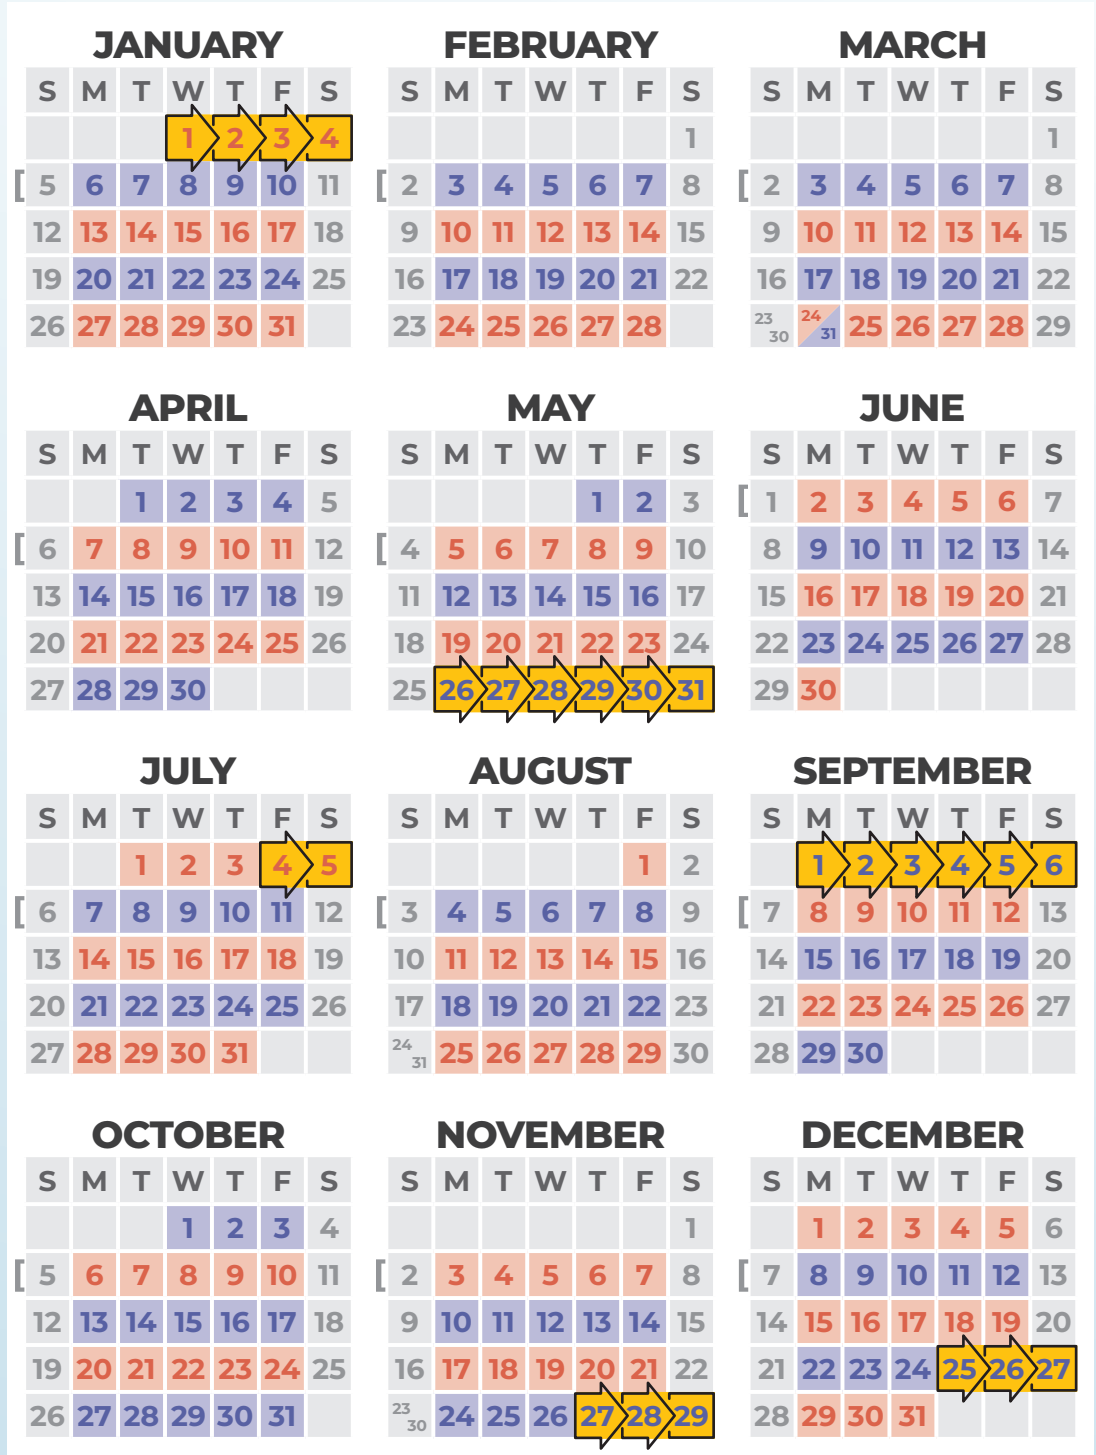 JANUARY FEBRUARY MARCH
S M T W T F S S M T W T F S S M T W T F S
1 2 3 4 1 1
[ 5 6 7 8 9 10 11 [ 2 3 4 5 6 7 8 [ 2 3 4 5 6 7 8
12 13 14 15 16 17 18 9 10 11 12 13 14 15 9 10 11 12 13 14 15
19 20 21 22 23 24 25 16 17 18 19 20 21 22 16 17 18 19 20 21 22
26 27 28 29 30 31 23 24 25 26 27 28 23 30 24 31 25 26 27 28 29
APRIL MAY JUNE
S M T W T F S S M T W T F S S M T W T F S
1 2 3 4 5 1 2 3 [ 1 2 3 4 5 6 7
[ 6 7 8 9 10 11 12 [ 4 5 6 7 8 9 10 8 9 10 11 12 13 14
13 14 15 16 17 18 19 11 12 13 14 15 16 17 15 16 17 18 19 20 21
20 21 22 23 24 25 26 18 19 20 21 22 23 24 22 23 24 25 26 27 28
27 28 29 30 25 26 27 28 29 30 31 29 30
JULY AUGUST SEPTEMBER
S M T W T F S S M T W T F S S M T W T F S
1 2 3 4 5 1 2 1 2 3 4 5 6
[ 6 7 8 9 10 11 12 [ 3 4 5 6 7 8 9 [ 7 8 9 10 11 12 13
13 14 15 16 17 18 19 10 11 12 13 14 15 16 14 15 16 17 18 19 20
20 21 22 23 24 25 26 17 18 19 20 21 22 23 21 22 23 24 25 26 27
27 28 29 30 31 24 31 25 26 27 28 29 30 28 29 30
OCTOBER NOVEMBER DECEMBER
S M T W T F S S M T W T F S S M T W T F S
1 2 3 4 1 1 2 3 4 5 6
[ 5 6 7 8 9 10 11 [ 2 3 4 5 6 7 8 [ 7 8 9 10 11 12 13
12 13 14 15 16 17 18 9 10 11 12 13 14 15 14 15 16 17 18 19 20
19 20 21 22 23 24 25 16 17 18 19 20 21 22 21 22 23 24 25 26 27
26 27 28 29 30 31 23 30 24 25 26 27 28 29 28 29 30 31